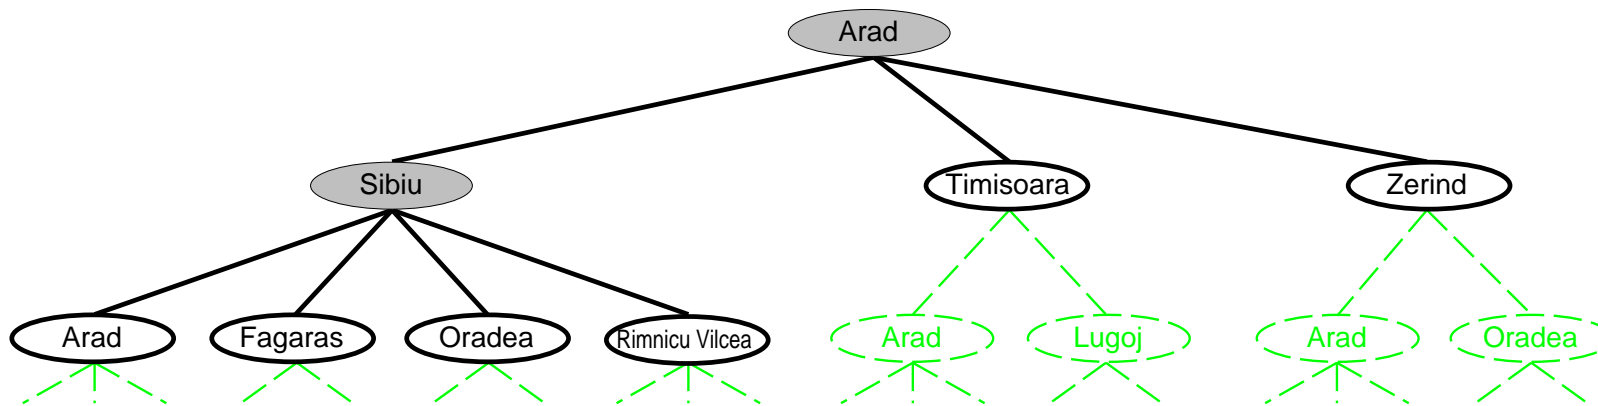 Arad
Sibiu
Timisoara
Zerind
Arad
Fagaras
Oradea
Rimnicu Vilcea
Arad
Lugoj
Arad
Oradea